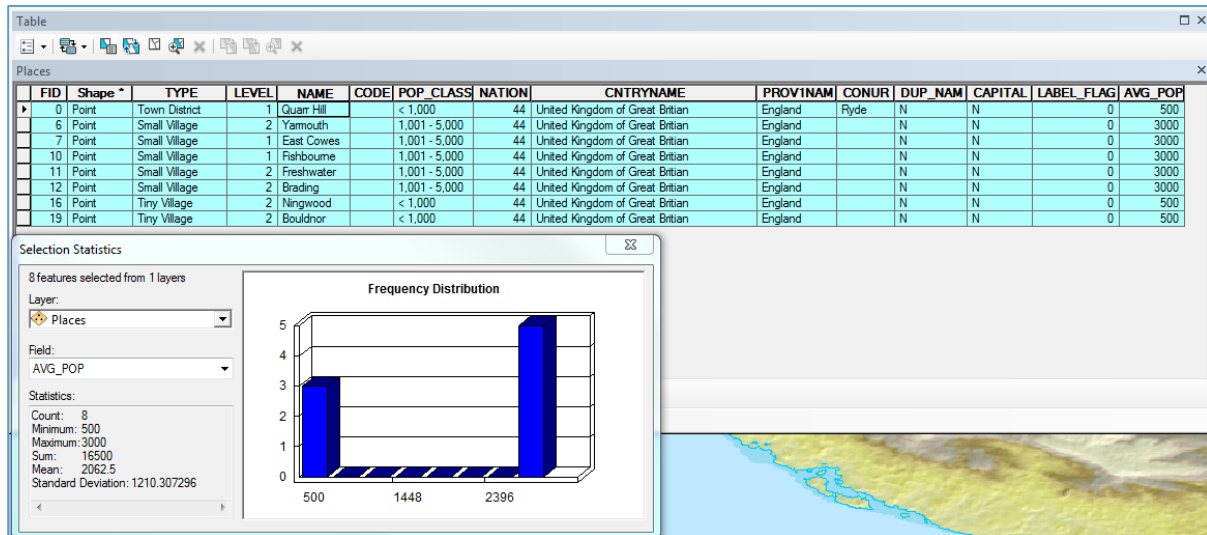 Table
Places
FID Shape * TYPE LEVEL NAME CODE POP_CLASS NATION CNTRYNAME PROV1NAM CONUR DUP_NAM CAPITAL LABEL_FLAG AVG_POP
0 Point Town District 1 Quarr Hill < 1,000 44 United Kingdom of Great Britian England Ryde N N 0 500
6 Point Small Village 2 Yarmouth 1,001 - 5,000 44 United Kingdom of Great Britian England N N 0 3000
7 Point Small Village 1 East Cowes 1,001 - 5,000 44 United Kingdom of Great Britian England N N 0 3000
10 Point Small Village 1 Fishbourne 1,001 - 5,000 44 United Kingdom of Great Britian England N N 0 3000
11 Point Small Village 2 Freshwater 1,001 - 5,000 44 United Kingdom of Great Britian England N N 0 3000
12 Point Small Village 2 Brading 1,001 - 5,000 44 United Kingdom of Great Britian England N N 0 3000
16 Point Tiny Village 2 Ningwood < 1,000 44 United Kingdom of Great Britian England N N 0 500
19 Point Tiny Village 2 Bouldnor < 1,000 44 United Kingdom of Great Britian England N N 0 500
Selection Statistics
8 features selected from 1 layers
Layer:
Places
Field:
AVG_POP
Statistics:
Count: 8
Minimum: 500
Maximum: 3000
Sum: 16500
Mean: 2062.5
Standard Deviation: 1210.307296
Frequency Distribution
5
4
3
2
1
0
500 1448 2396